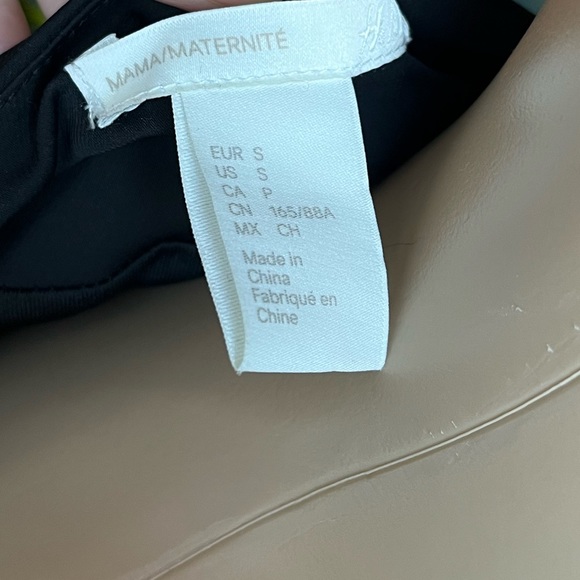 MAMA/MATERNITÉ
EUR S
US S
CA P
CN 165/88A
MX CH
Made in
China
Fabriqué en
Chine